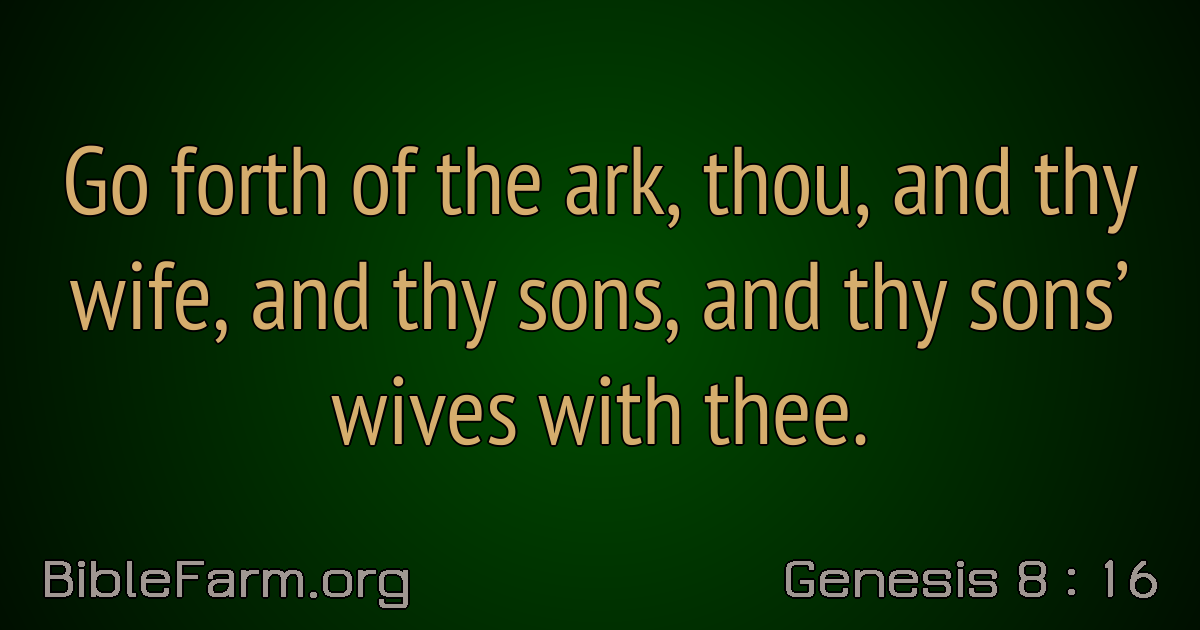 Go forth of the ark, thou, and thy
wife, and thy sons, and thy sons’
wives with thee.
BibleFarm.org
Genesis 8 : 16